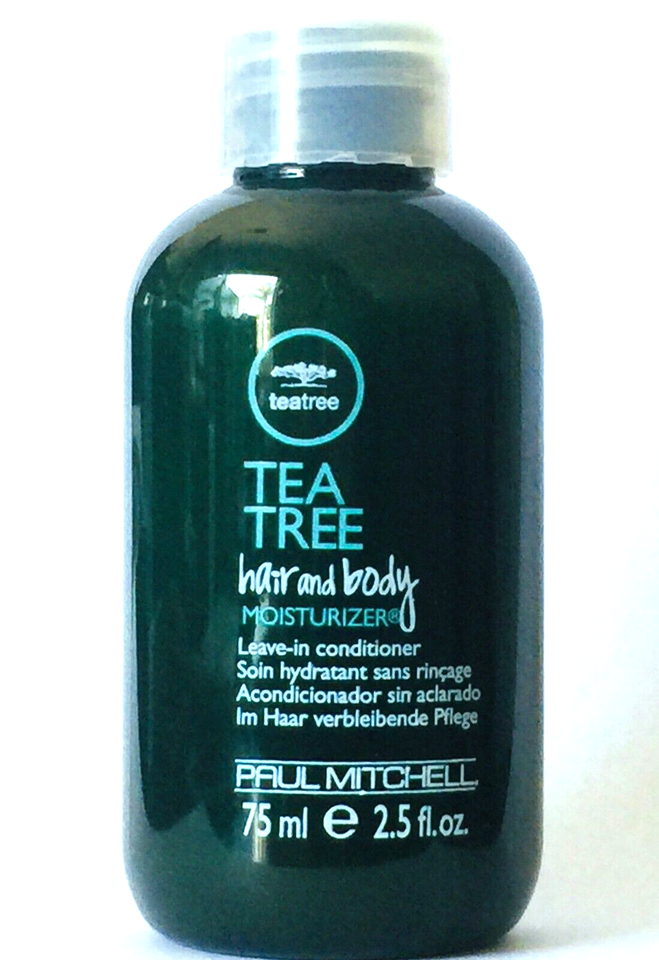 teatree
TEA
TREE
hair and body
MOISTURIZER®
Leave-in conditioner
Soin hydratant sans rinçage
Acondicionador sin aclarado
Im Haar verbleibende Pflege
PAUL MITCHELL
75 ml e 2.5 fl.oz.